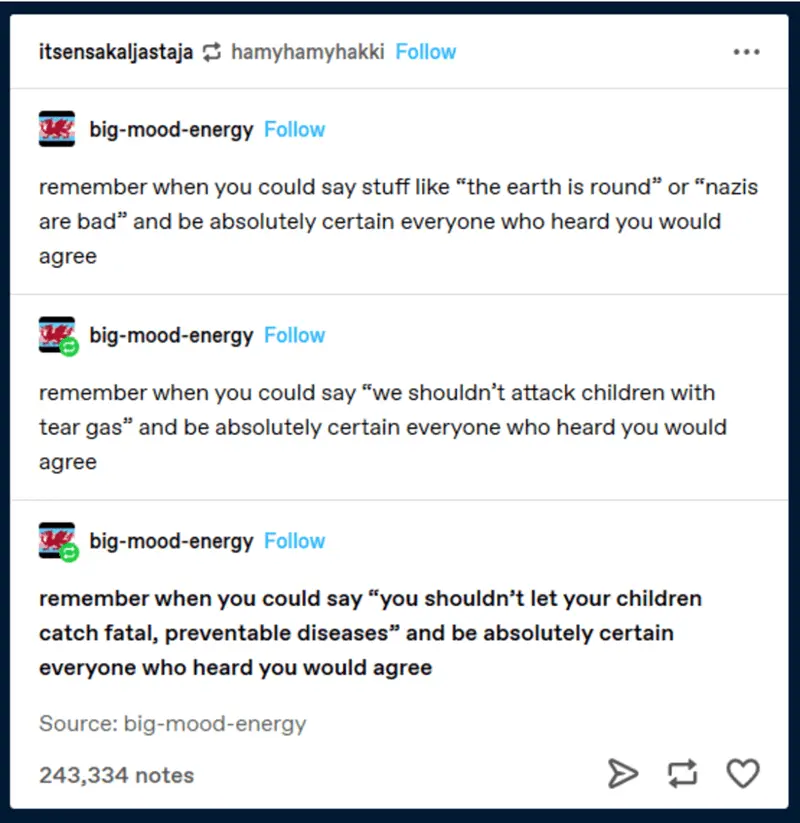 itsensakaljastaja hamyhamyhakki Follow
big-mood-energy Follow
remember when you could say stuff like “the earth is round” or “nazis
are bad” and be absolutely certain everyone who heard you would
agree
big-mood-energy Follow
remember when you could say “we shouldn’t attack children with
tear gas” and be absolutely certain everyone who heard you would
agree
big-mood-energy Follow
remember when you could say “you shouldn’t let your children
catch fatal, preventable diseases” and be absolutely certain
everyone who heard you would agree
Source: big-mood-energy
243,334 notes